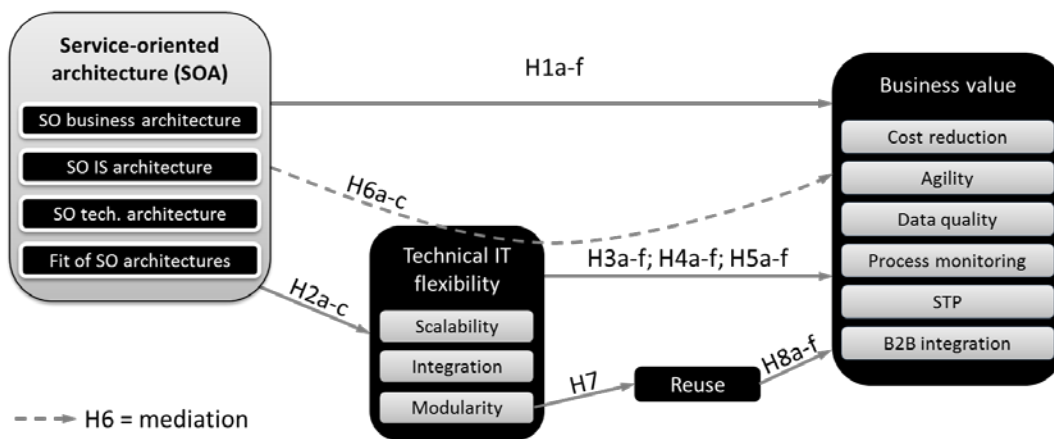 Service-oriented
architecture (SOA)
SO business architecture
SO IS architecture
SO tech. architecture
Fit of SO architectures
H1a-f
H6a-c
H2a-c
Technical IT
flexibility
Scalability
Integration
Modularity
H3a-f; H4a-f; H5a-f
H7
Reuse
H8a-f
Business value
Cost reduction
Agility
Data quality
Process monitoring
STP
B2B integration
H6 = mediation